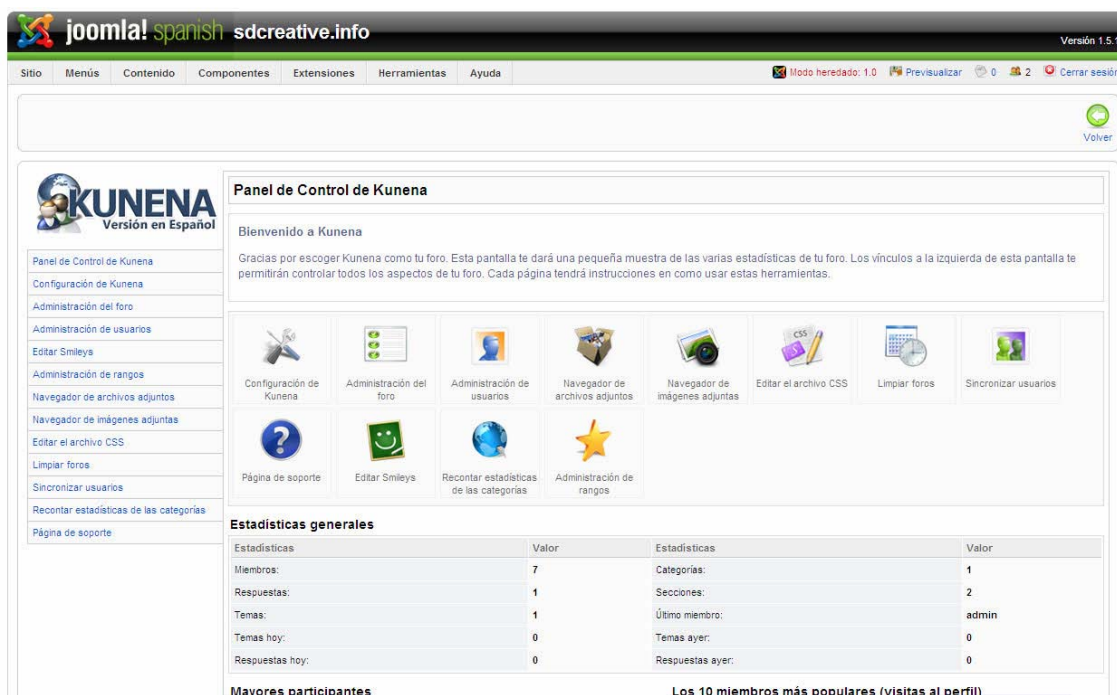 joomla! spanish sdcreative.info
Versión 1.5.1
Sitio Menús Contenido Componentes Extensiones Herramientas Ayuda
Modo heredado: 1.0 Previsualizar 0 2 Cerrar sesión
Volver
KUNENA
Versión en Español
Panel de Control de Kunena
Configuración de Kunena
Administración del foro
Administración de usuarios
Editar Smileys
Administración de rangos
Navegador de archivos adjuntos
Navegador de imágenes adjuntas
Editar el archivo CSS
Limpiar foros
Sincronizar usuarios
Recontar estadísticas de las categorías
Página de soporte
Panel de Control de Kunena
Bienvenido a Kunena
Gracias por escoger Kunena como tu foro. Esta pantalla te dará una pequeña muestra de las varias estadísticas de tu foro. Los vínculos a la izquierda de esta pantalla te
permitirán controlar todos los aspectos de tu foro. Cada página tendrá instrucciones en como usar estas herramientas.
CSS
Configuración de
Kunena
Administración del
foro
Administración de
usuarios
Navegador de
archivos adjuntos
Navegador de
imágenes adjuntas
Editar el archivo CSS
Limpiar foros
Sincronizar usuarios
Página de soporte
Editar Smileys
Recontar estadísticas
de las categorías
Administración de
rangos
Estadísticas generales
Estadísticas Valor Estadísticas Valor
Miembros: 7 Categorías: 1
Respuestas: 1 Secciones: 2
Temas: 1 Último miembro: admin
Temas hoy: 0 Temas ayer: 0
Respuestas hoy: 0 Respuestas ayer: 0
Mayores participantes Los 10 miembros más populares (visitas al perfil)